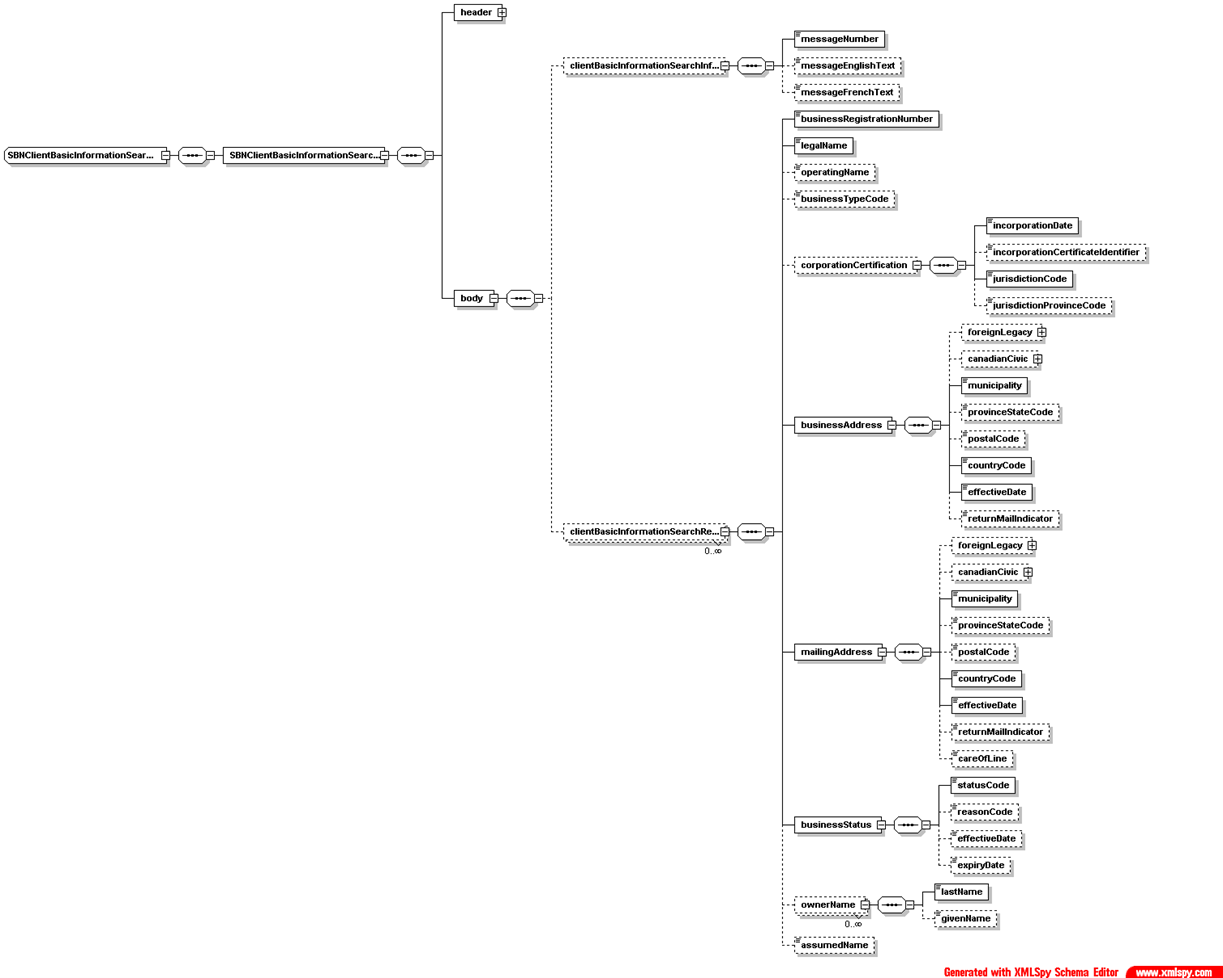 header
clientBasicInformationSearchInf...
messageNumber
messageEnglishText
messageFrenchText
SBNClientBasicInformationSear...
SBNClientBasicInformationSearc...
body
clientBasicInformationSearchRe...
0..∞
businessRegistrationNumber
legalName
operatingName
businessTypeCode
corporationCertification
incorporationDate
incorporationCertificateIdentifier
jurisdictionCode
jurisdictionProvinceCode
businessAddress
foreignLegacy
canadianCivic
municipality
provinceStateCode
postalCode
countryCode
effectiveDate
returnMailIndicator
mailingAddress
foreignLegacy
canadianCivic
municipality
provinceStateCode
postalCode
countryCode
effectiveDate
returnMailIndicator
careOfLine
businessStatus
statusCode
reasonCode
effectiveDate
expiryDate
ownerName
0..∞
lastName
givenName
assumedName
Generated with XMLSpy Schema Editor www.xmlspy.com